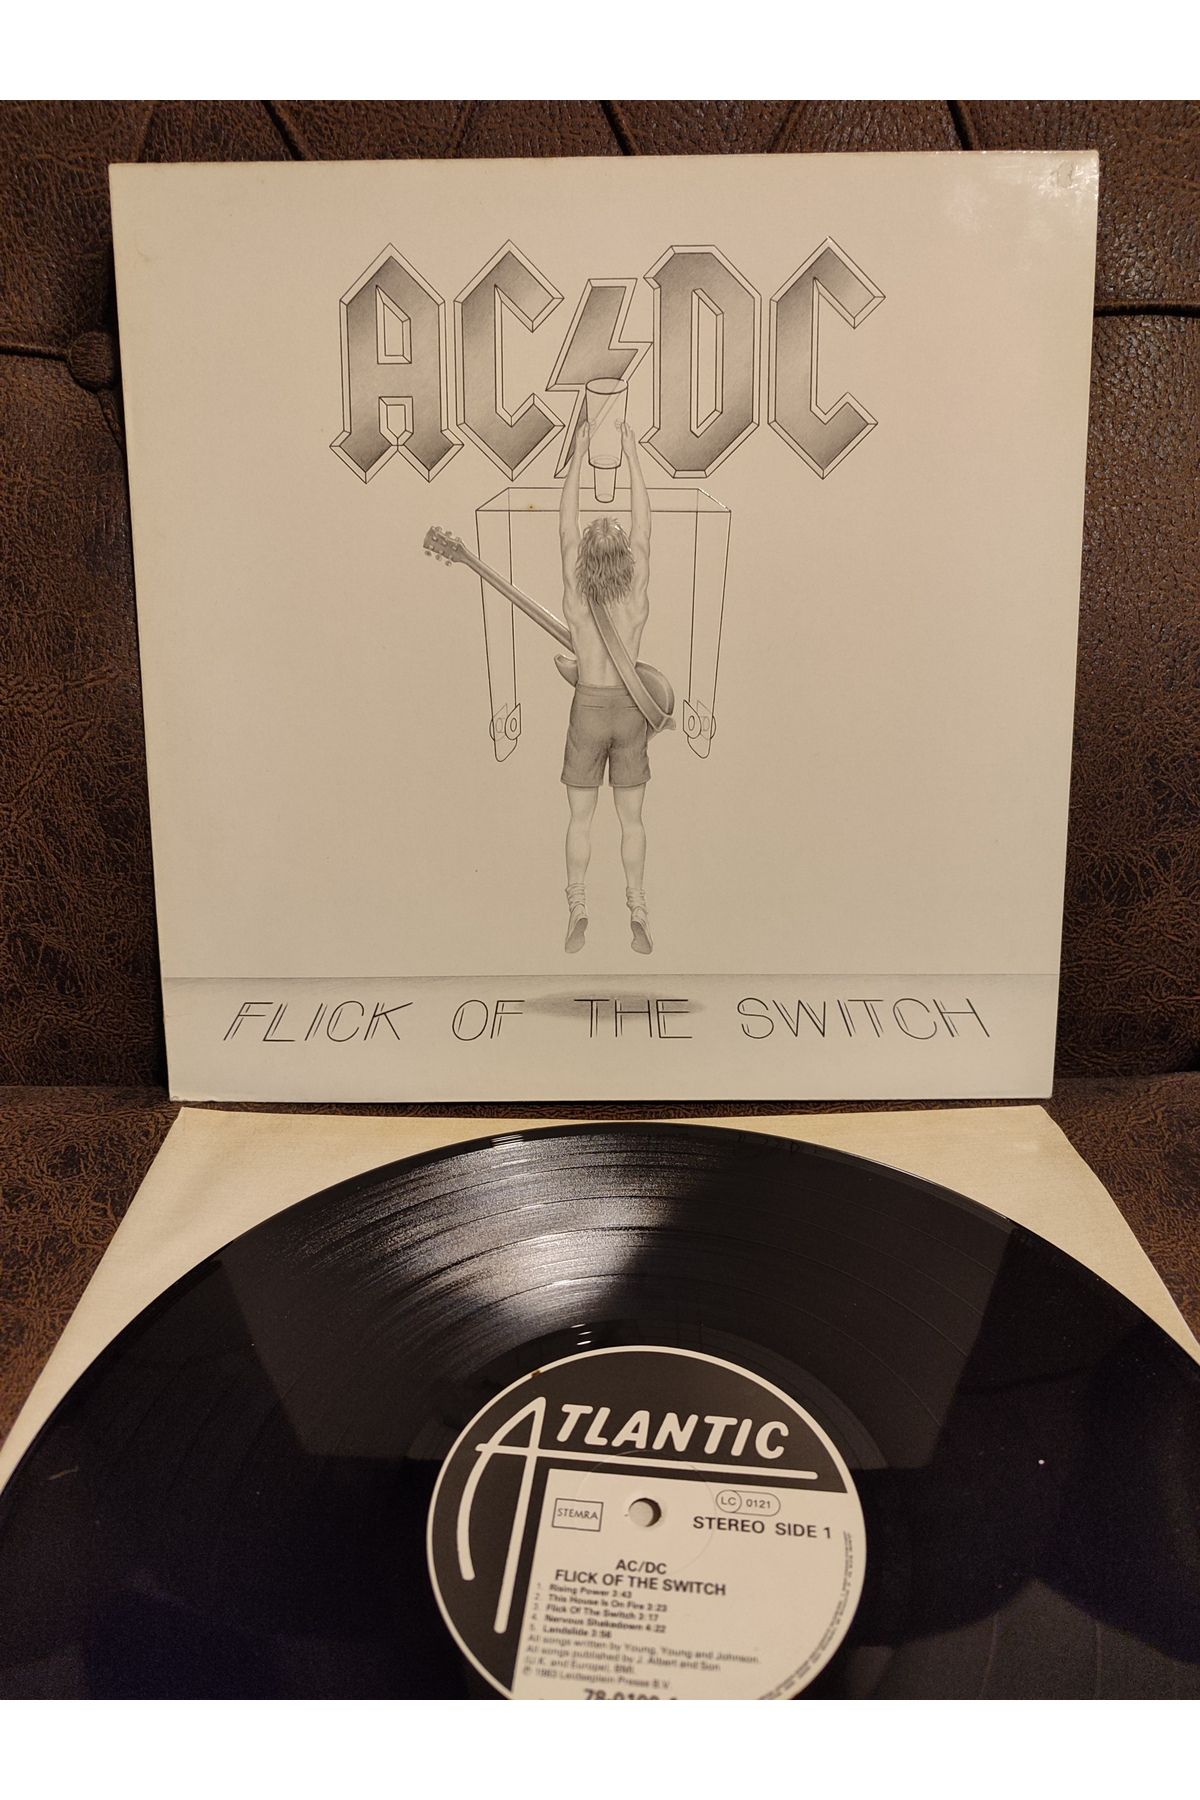 AC DC
FLICK OF THE SWITCH
ATLANTIC
STEMRA
LC 0121
STEREO SIDE 1
AC/DC
FLICK OF THE SWITCH
1. Rising Power 3:43
2. This House Is On Fire 3:23
3. Flick Of The Switch 3:17
4. Nervous Shakedown 4:22
5. Landslide 3:56
All songs written by Young, Young and Johnson.
All songs published by J. Albert and Son
(U.K. and Europe), BMI.
℗ 1983 Leidseplein Presse B.V.